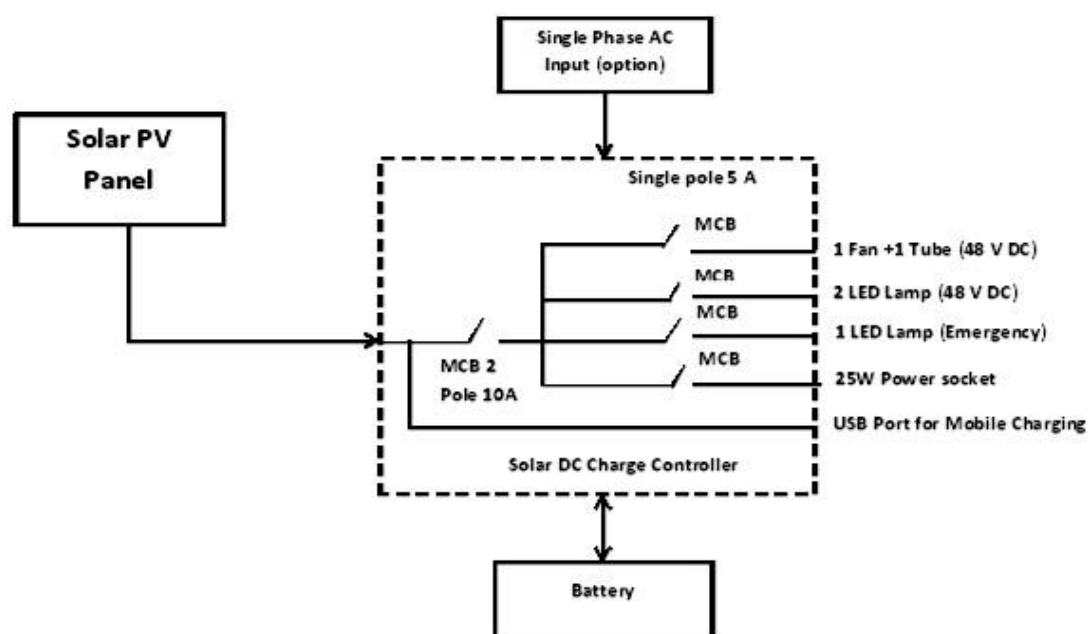 Single Phase AC
Input (option)
Solar PV
Panel
Single pole 5 A
MCB
1 Fan +1 Tube (48 V DC)
MCB
2 LED Lamp (48 V DC)
MCB
1 LED Lamp (Emergency)
MCB 2
Pole 10A
MCB
25W Power socket
USB Port for Mobile Charging
Solar DC Charge Controller
Battery